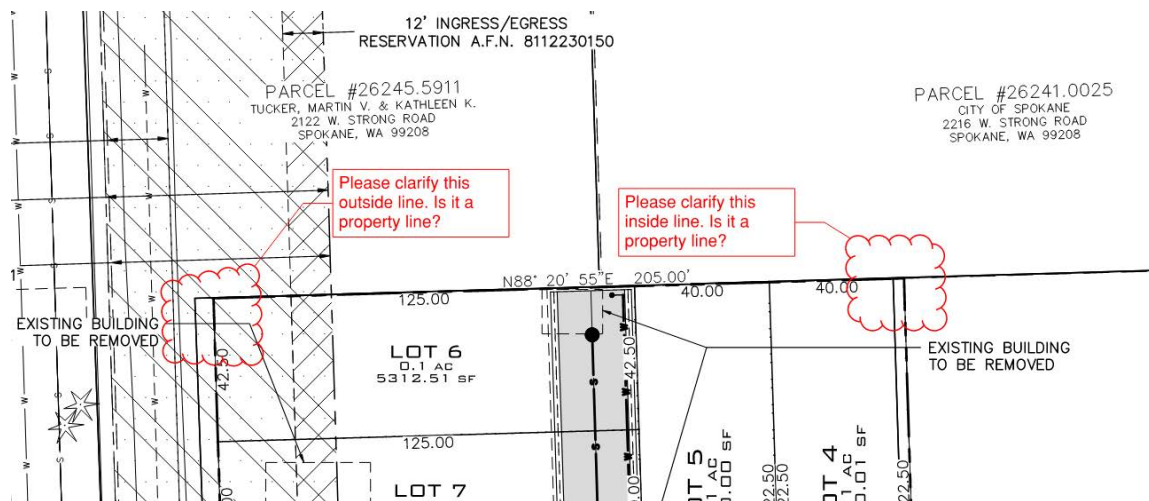 12' INGRESS/EGRESS
RESERVATION A.F.N. 8112230150
PARCEL #26245.5911
TUCKER, MARTIN V. & KATHLEEN K.
2122 W. STRONG ROAD
SPOKANE, WA 99208
PARCEL #26241.0025
CITY OF SPOKANE
2216 W. STRONG ROAD
SPOKANE, WA 99208
Please clarify this
outside line. Is it a
property line?
Please clarify this
inside line. Is it a
property line?
N88° 20' 55"E 205.00'
125.00
40.00
40.00
EXISTING BUILDING
TO BE REMOVED
42.50
LOT 6
0.1 AC
5312.51 SF
42.50
EXISTING BUILDING
TO BE REMOVED
125.00
LOT 7
22.50
22.50
LOT 4
22.50
W
W
W
W
S
S
S
S